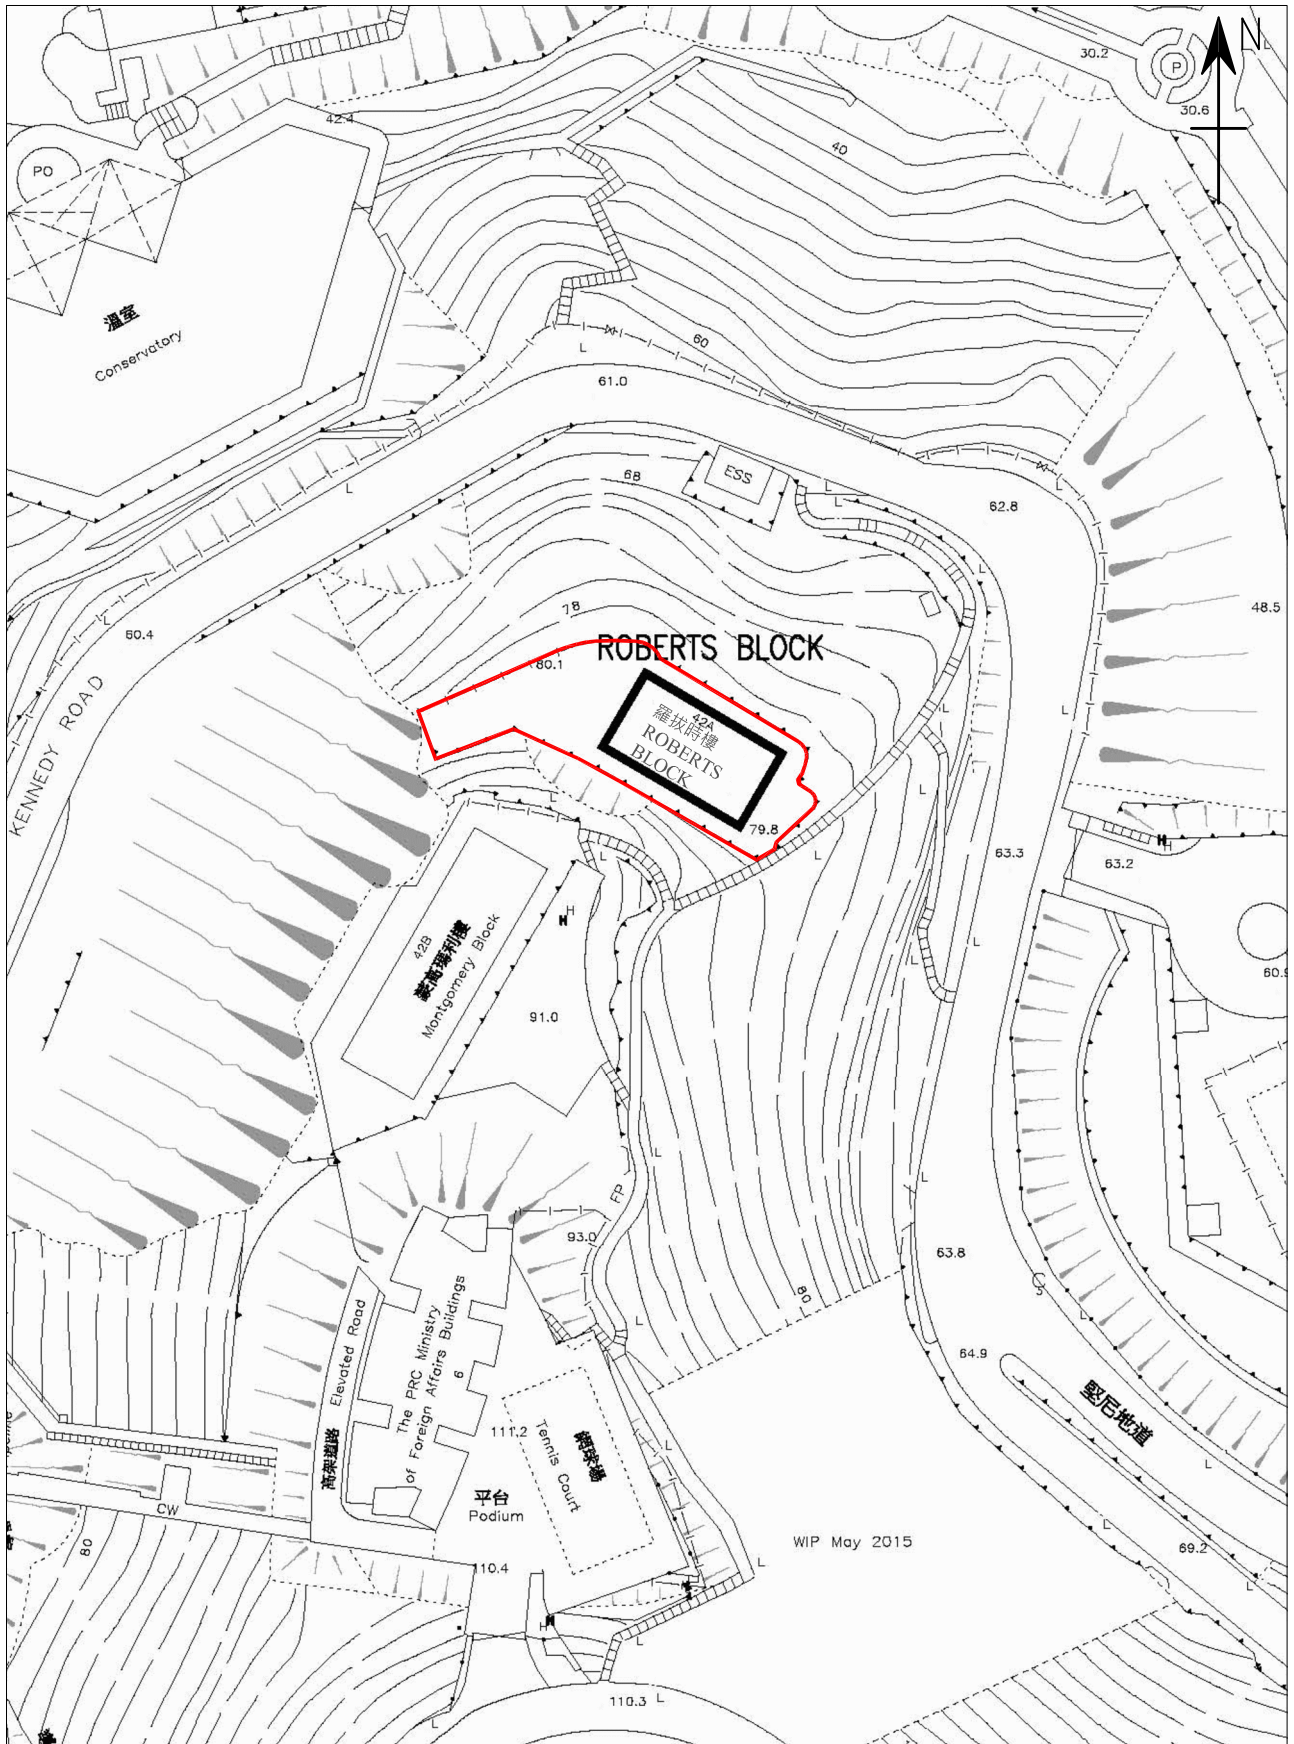 N
30.2
P
30.6
42.4
40
PO
温室
Conservatory
60
L
61.0
68
ESS
L
L
L
L
62.8
L
60.4
L
78
48.5
KENNEDY ROAD
ROBERTS BLOCK
80.1
42A
羅拔時樓
ROBERTS
BLOCK
L
L
L
79.8
L
L
63.3
63.2
H
H
42B
蒙高瑪利樓
Montgomery Block
H
H
L
L
60.9
91.0
L
L
FP
93.0
63.8
80
L
L
C
S
L
Elevated Road
高架道路
The PRC Ministry
of Foreign Affairs Buildings
6
64.9
堅尼地道
111.2
網球場
Tennis Court
L
L
平台
Podium
CW
80
WIP May 2015
L
69.2
L
L
110.4
H
H
L
110.3
L
L